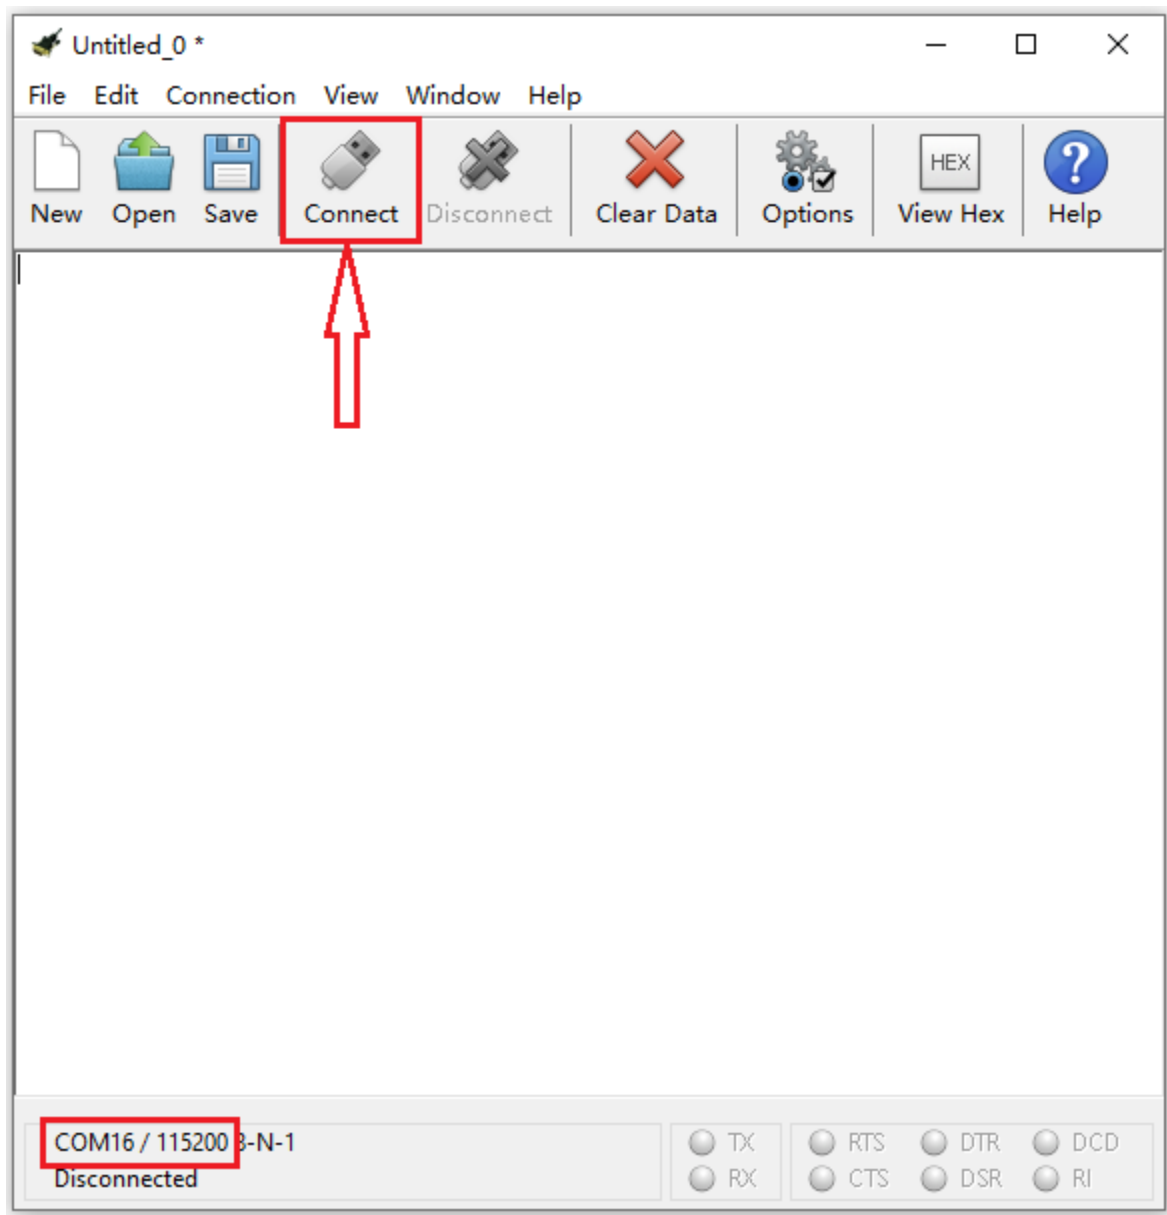 Untitled_0 *
File Edit Connection View Window Help
New Open Save Connect Disconnect Clear Data Options HEX View Hex ? Help
COM16 / 115200 8-N-1
Disconnected
TX RTS DTR DCD
RX CTS DSR RI